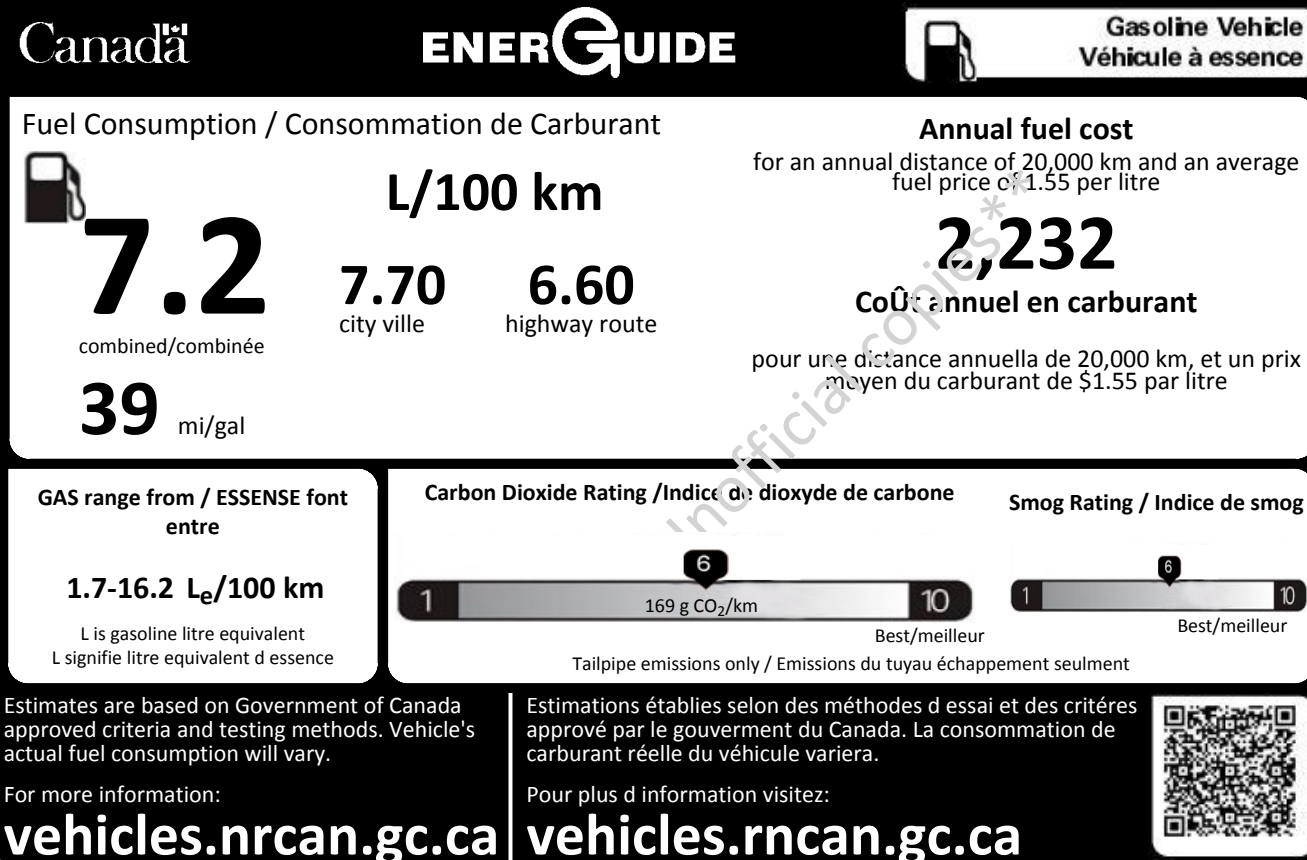 Canada
ENERGUIDE
Gasoline Vehicle
Véhicule à essence
Fuel Consumption / Consommation de Carburant
L/100 km
7.2
combined/combinée
7.70
city ville
6.60
highway route
39 mi/gal
Annual fuel cost
for an annual distance of 20,000 km and an average
fuel price of 1.55 per litre
2,232
CoÛt annuel en carburant
pour une distance annuella de 20,000 km, et un prix
moyen du carburant de $1.55 par litre
GAS range from / ESSENSE font
entre
1.7-16.2 Le/100 km
L is gasoline litre equivalent
L signifie litre equivalent d essence
Carbon Dioxide Rating /Indice de dioxyde de carbone
6
1
169 g CO2/km
10
Best/meilleur
Smog Rating / Indice de smog
6
1
10
Best/meilleur
Tailpipe emissions only / Emissions du tuyau échappement seulment
Estimates are based on Government of Canada
approved criteria and testing methods. Vehicle's
actual fuel consumption will vary.
For more information:
vehicles.nrcan.gc.ca
Estimations établies selon des méthodes d essai et des critéres
apprové par le gouverment du Canada. La consommation de
carburant réelle du véhicule variera.
Pour plus d information visitez:
vehicles.rncan.gc.ca
copies**